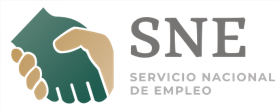 SNE
SERVICIO NACIONAL
DE EMPLEO